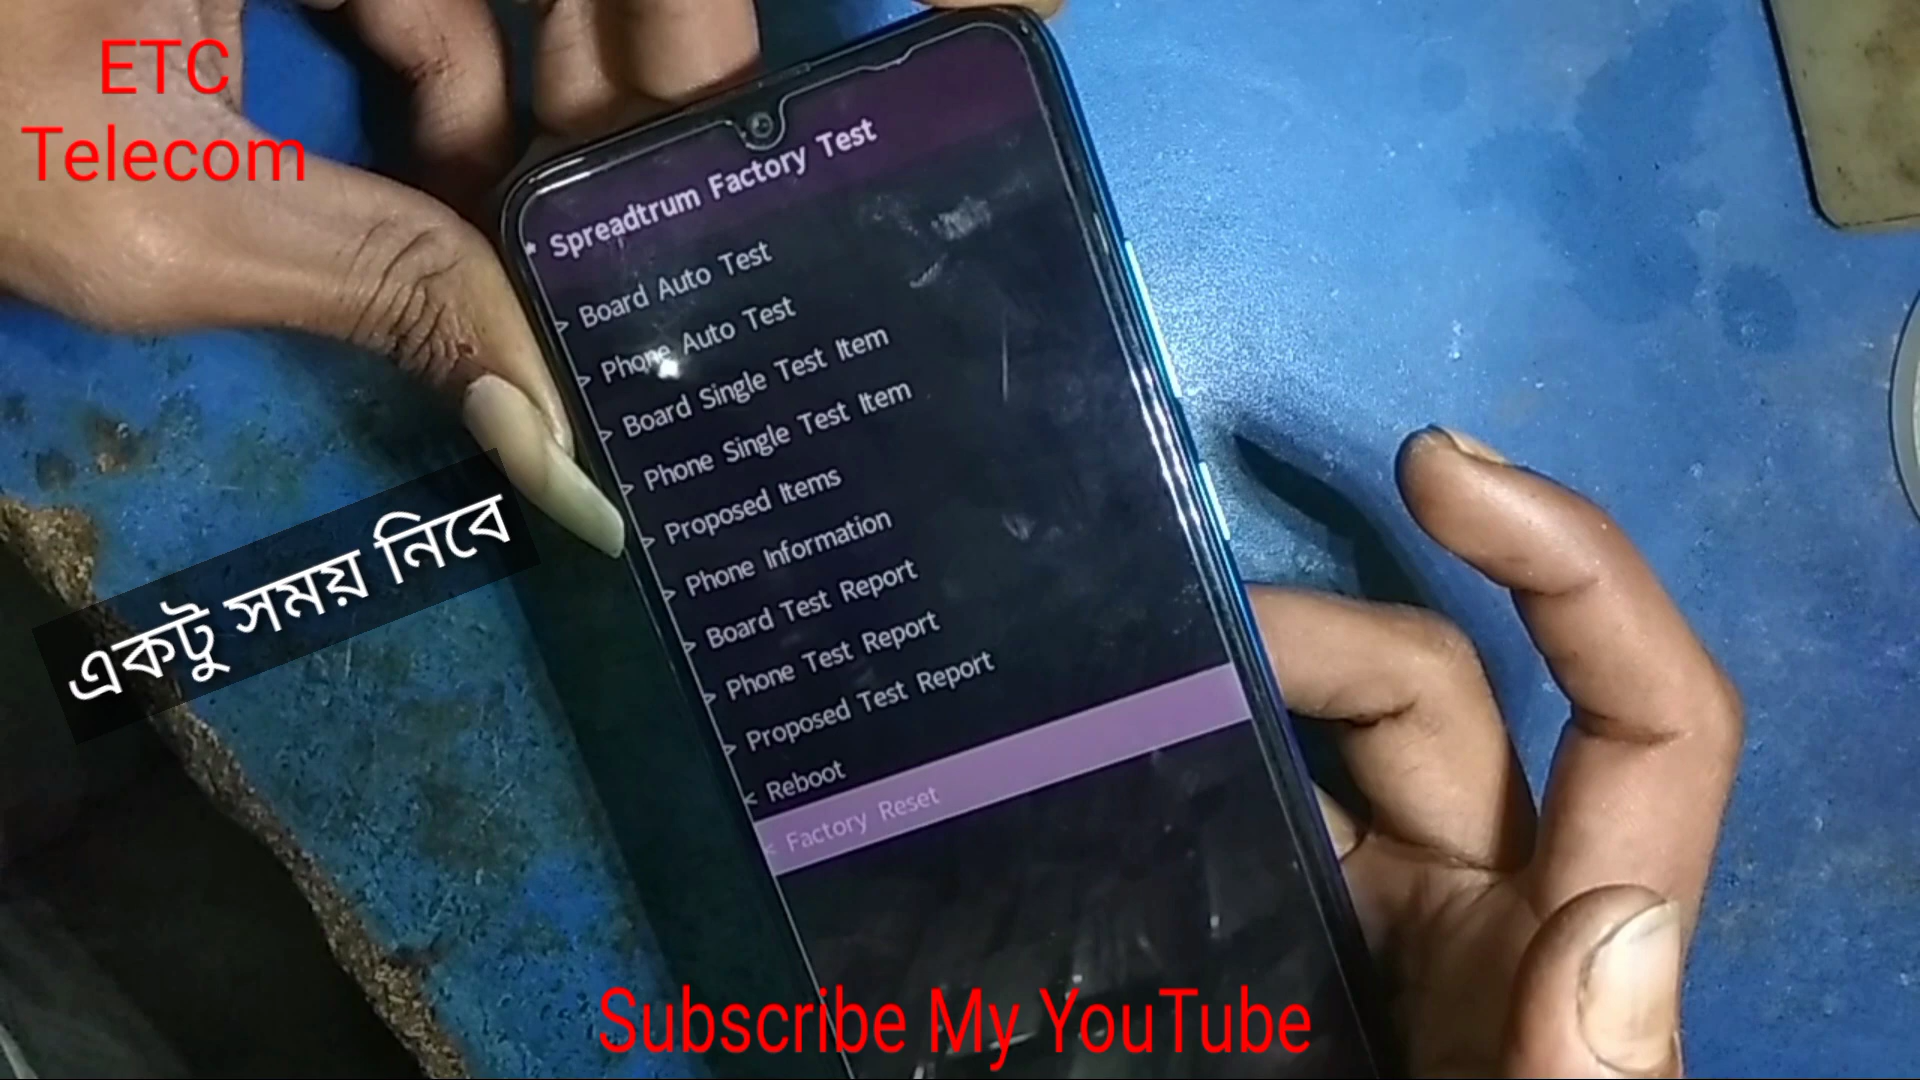 ETC
Telecom
* Spreadtrum Factory Test
> Board Auto Test
> Phone Auto Test
> Board Single Test Item
> Phone Single Test Item
> Proposed Items
> Phone Information
> Board Test Report
> Phone Test Report
> Proposed Test Report
< Reboot
< Factory Reset
একটু সময় নিবে
Subscribe My YouTube